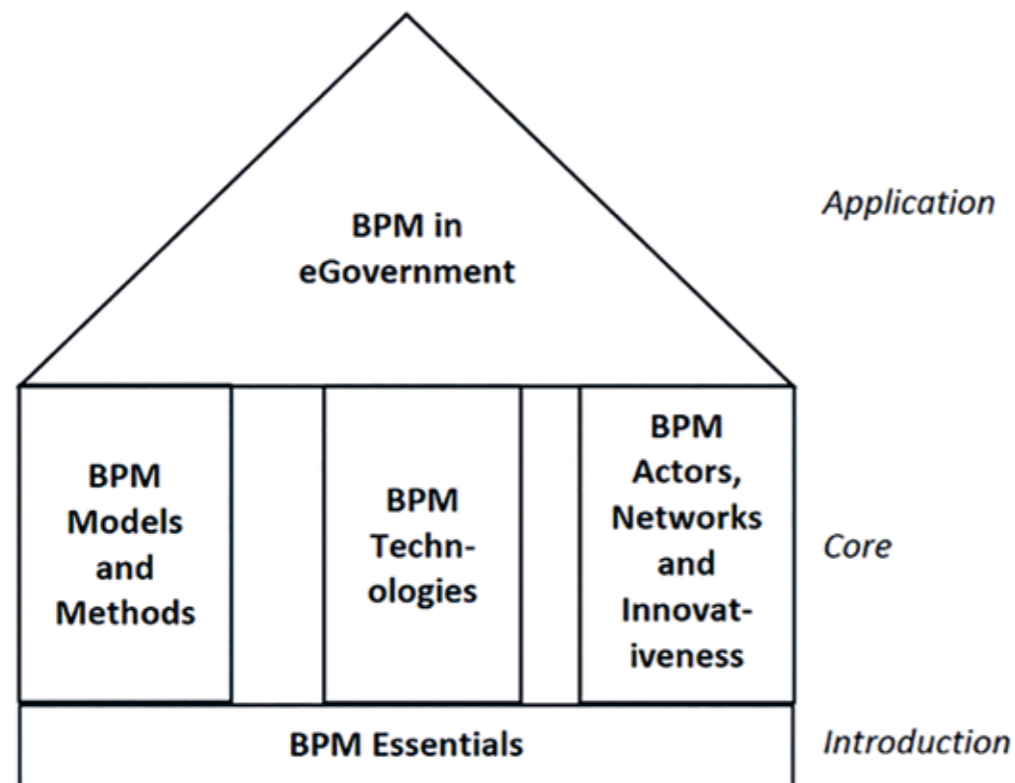 BPM in
eGovernment
Application
BPM
Models
and
Methods
BPM
Techn-
ologies
BPM
Actors,
Networks
and
Innovat-
iveness
Core
BPM Essentials
Introduction